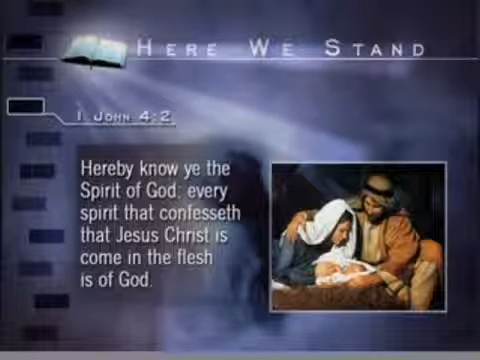 HERE WE STAND
I JOHN 4:2
Hereby know ye the
Spirit of God: every
spirit that confesseth
that Jesus Christ is
come in the flesh
is of God.